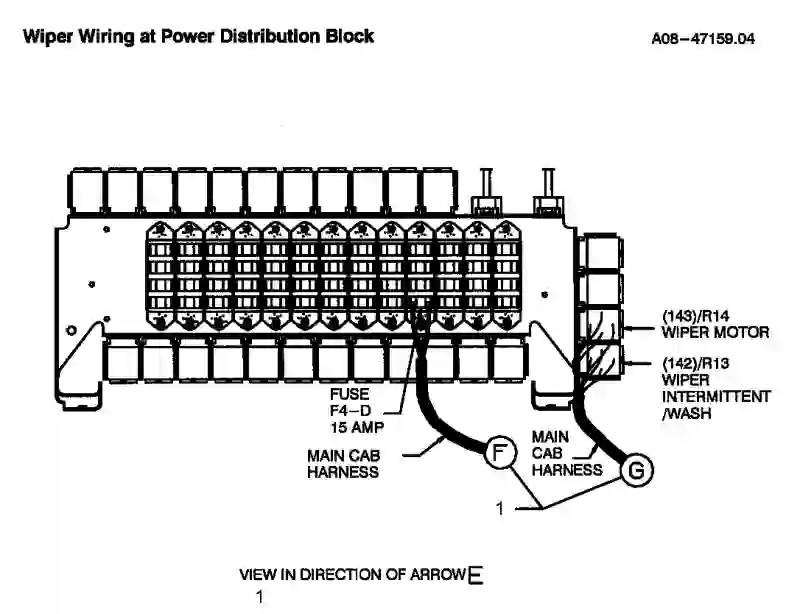 Wiper Wiring at Power Distribution Block
A08-47159.04
(143)/R14
WIPER MOTOR
(142)/R13
WIPER
INTERMITTENT
/WASH
FUSE
F4-D
15 AMP
MAIN CAB
HARNESS
F
MAIN
CAB
HARNESS
G
1
VIEW IN DIRECTION OF ARROW E
1